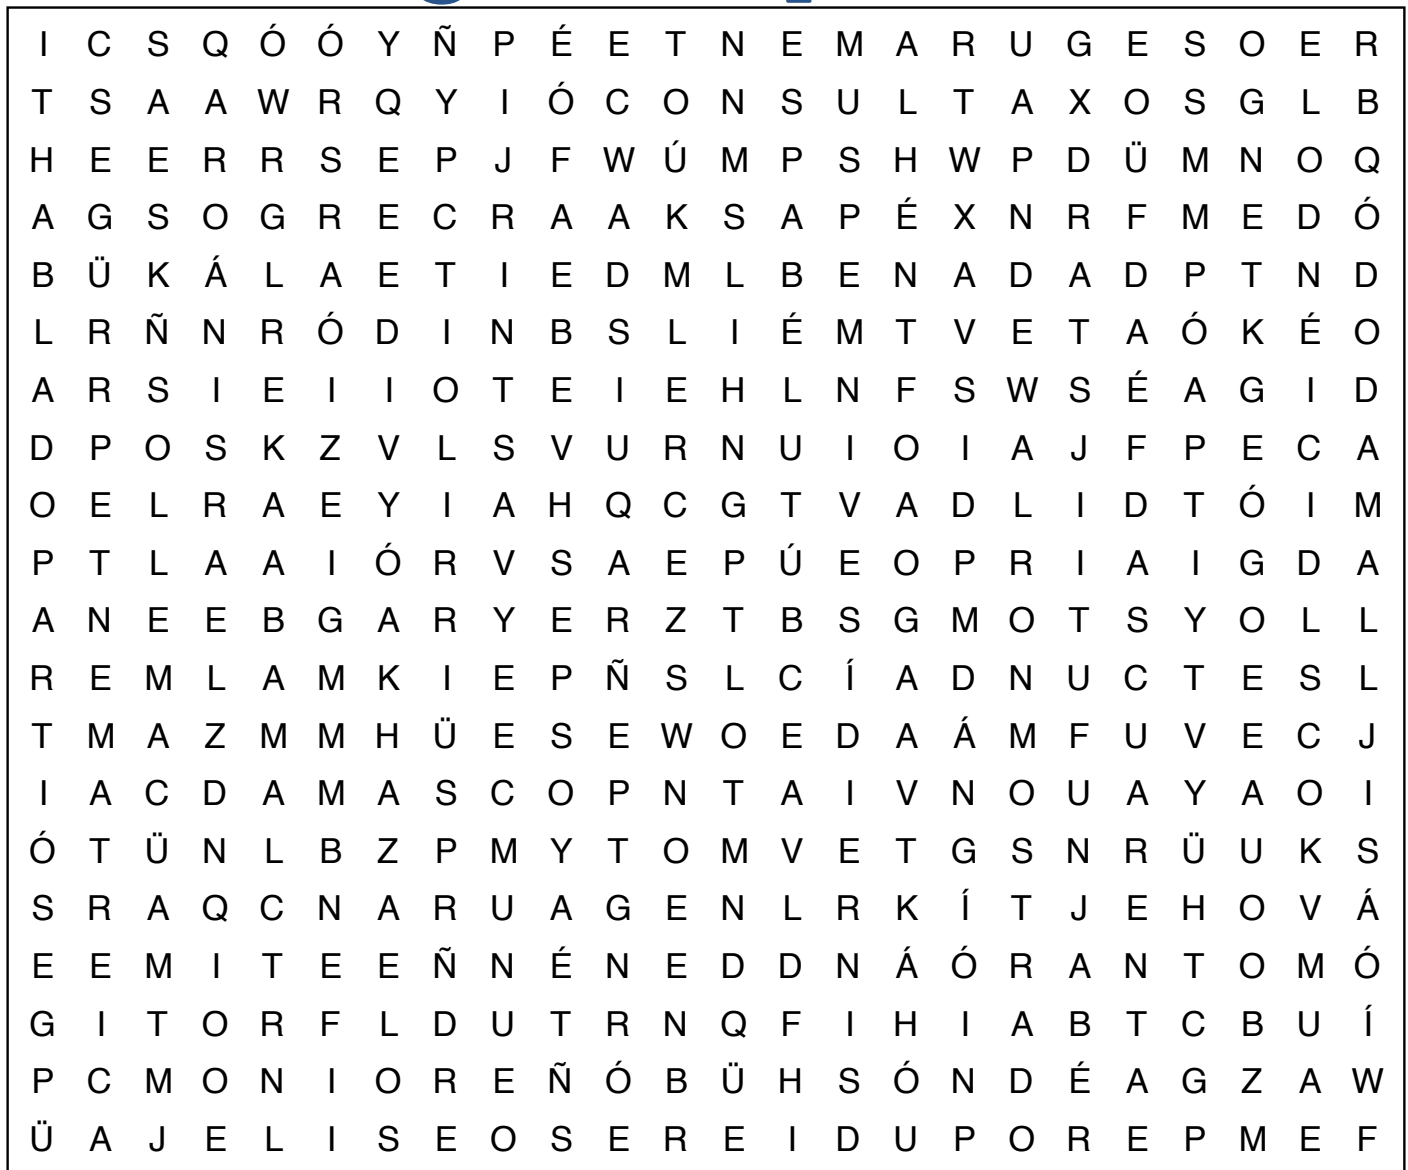 I C S Q Ó Ó Y Ñ P É E T N E M A R U G E S O E R
T S A A W R Q Y I Ó C O N S U L T A X O S G L B
H E E R R S E P J F W Ú M P S H W P D Ü M N O Q
A G S O G R E C R A A K S A P É X N R F M E D Ó
B Ü K Á L A E T I E D M L B E N A D A D P T N D
L R Ñ N R Ó D I N B S L I É M T V E T A Ó K É O
A R S I E I I O T E I E H L N F S W S É A G I D
D P O S K Z V L S V U R N U I O I A J F P E C A
O E L R A E Y I A H Q C G T V A D L I D T Ó I M
P T L A A I Ó R V S A E P Ú E O P R I A I G D A
A N E E B G A R Y E R Z T B S G M O T S Y O L L
R E M L A M K I E P Ñ S L C Í A D N U C T E S L
T M A Z M M H Ü E S E W O E D A Á M F U V E C J
I A C D A M A S C O P N T A I V N O U A Y A O I
Ó T Ü N L B Z P M Y T O M V E T G S N R Ü U K S
S R A Q C N A R U A G E N L R K Í T J E H O V Á
E E M I T E E Ñ N É N E D D N Á Ó R A N T O M Ó
G I T O R F L D U T R N Q F I H I A B T C B U Í
P C M O N I O R E Ñ Ó B Ü H S Ó N D É A G Z A W
Ü A J E L I S E O S E R E I D U P O R E P M E F